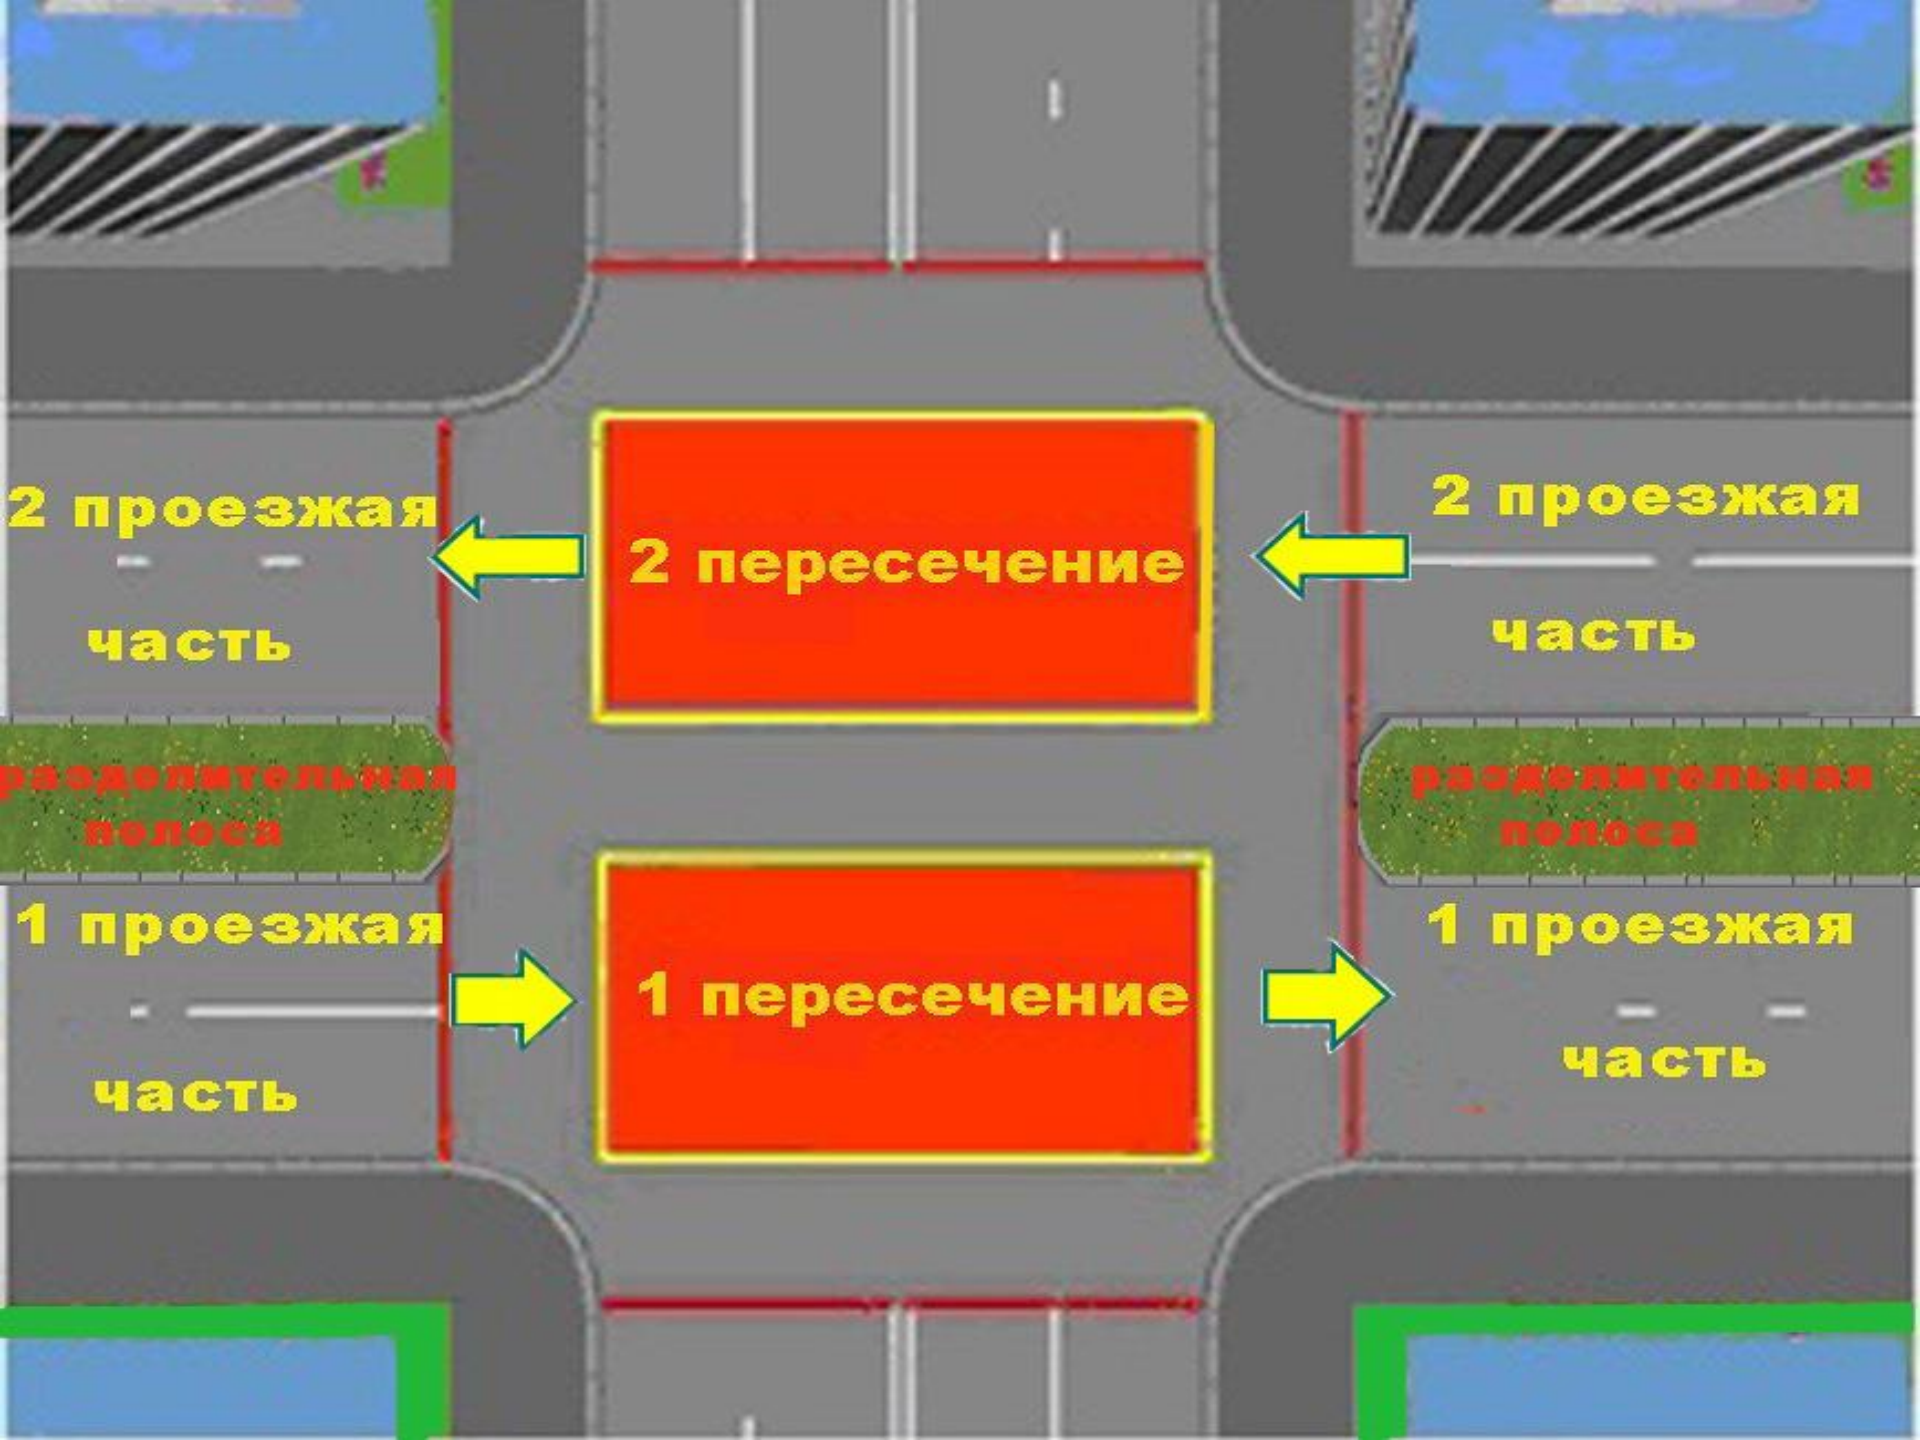 2 проезжая
часть
2 пересечение
2 проезжая
часть
разделительная
полоса
разделительная
полоса
1 проезжая
часть
1 пересечение
1 проезжая
часть